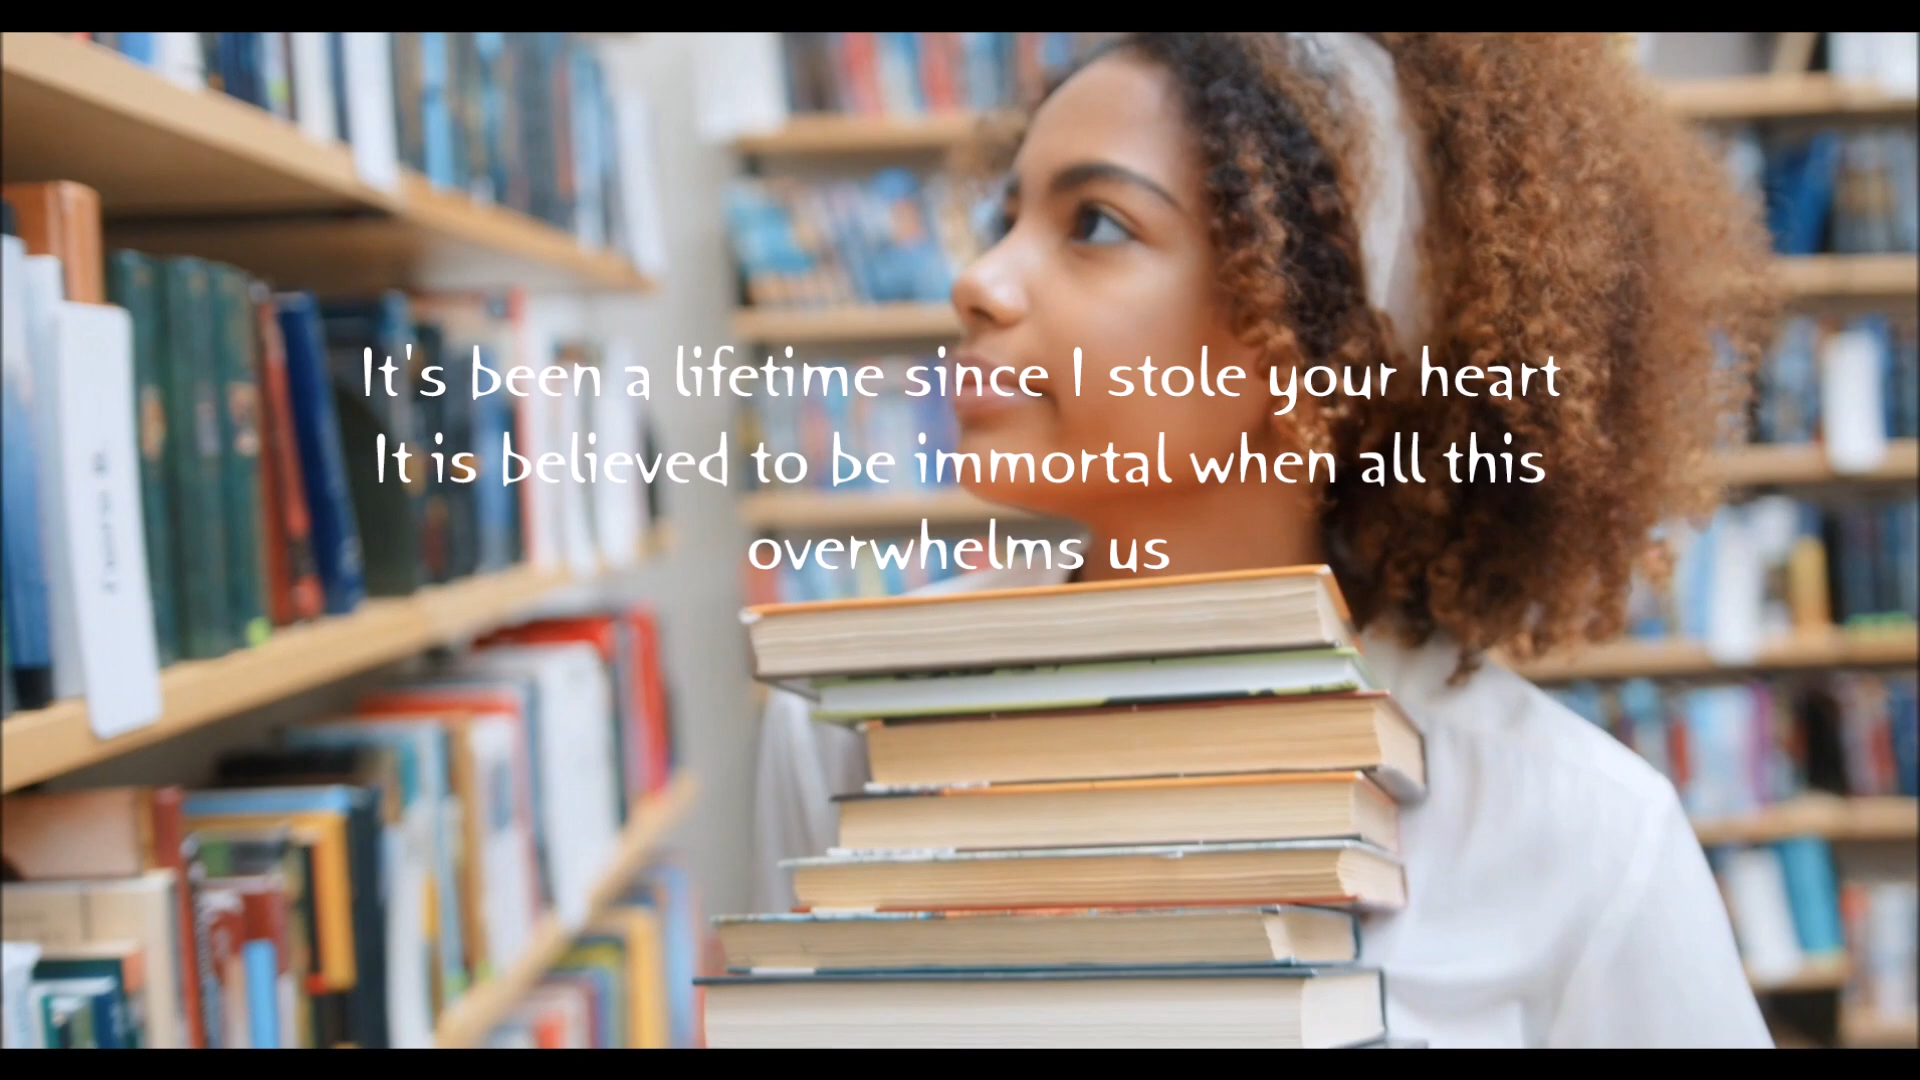 It's been a lifetime since I stole your heart
It is believed to be immortal when all this
overwhelms us